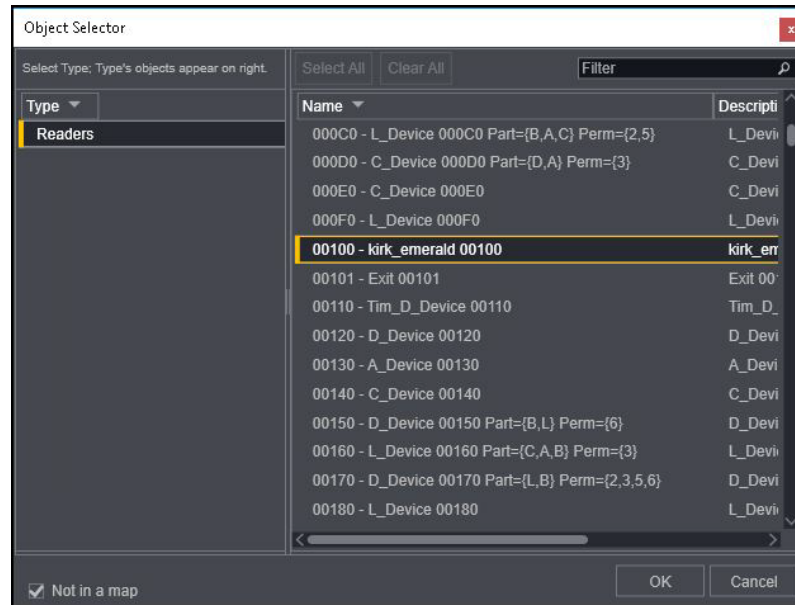 Object Selector
x
Select Type; Type's objects appear on right.
Select All Clear All Filter
Type Name Descripti
Readers
000C0 - L_Device 000C0 Part={B,A,C} Perm={2,5} L_Devi
000D0 - C_Device 000D0 Part={D,A} Perm={3} C_Devi
000E0 - C_Device 000E0 C_Devi
000F0 - L_Device 000F0 L_Devi
00100 - kirk_emerald 00100 kirk_em
00101 - Exit 00101 Exit 00
00110 - Tim_D_Device 00110 Tim_D_
00120 - D_Device 00120 D_Devi
00130 - A_Device 00130 A_Devi
00140 - C_Device 00140 C_Devi
00150 - D_Device 00150 Part={B,L} Perm={6} D_Devi
00160 - L_Device 00160 Part={C,A,B} Perm={3} L_Devi
00170 - D_Device 00170 Part={L,B} Perm={2,3,5,6} D_Devi
00180 - L_Device 00180 L_Devi
Not in a map OK Cancel